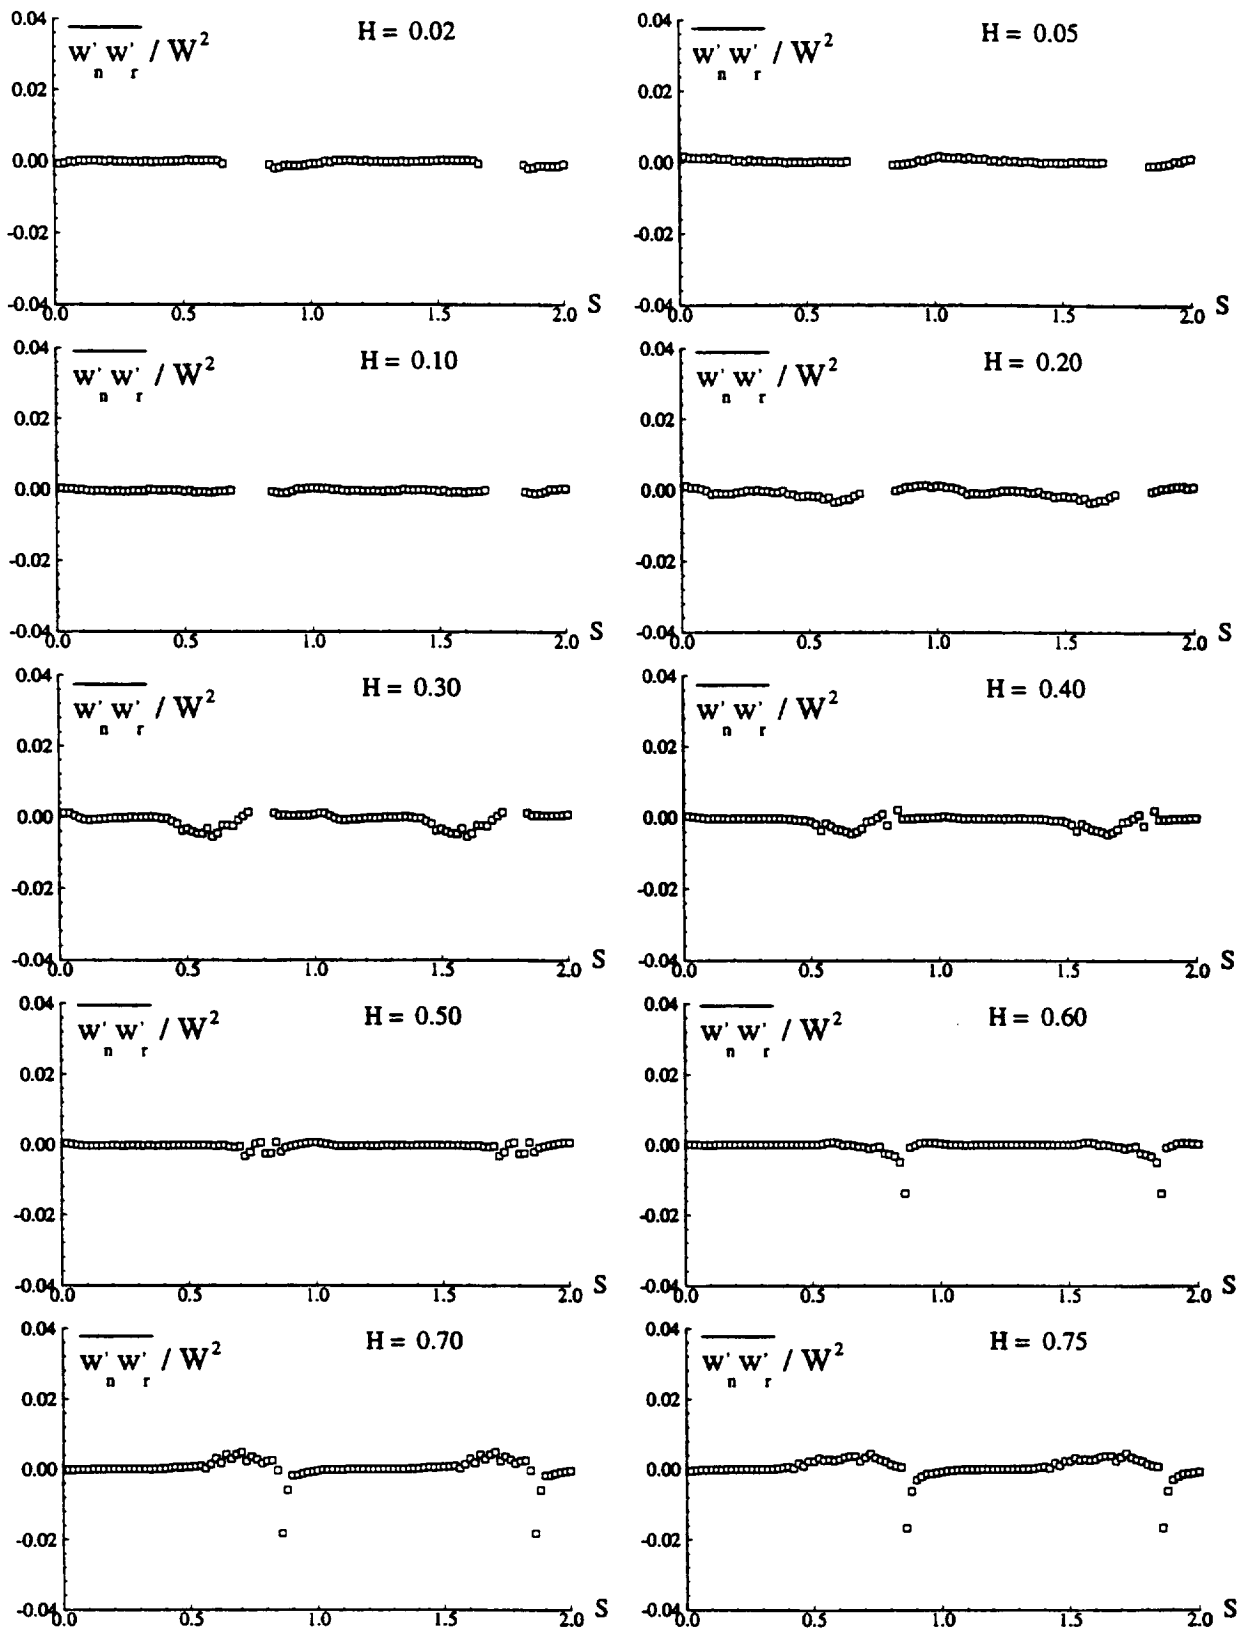 0.04 w'n w'r / W² H = 0.02
0.02
0.00
-0.02
-0.04
0.0 0.5 1.0 1.5 2.0 S
0.04 w'n w'r / W² H = 0.05
0.02
0.00
-0.02
-0.04
0.0 0.5 1.0 1.5 2.0 S
0.04 w'n w'r / W² H = 0.10
0.02
0.00
-0.02
-0.04
0.0 0.5 1.0 1.5 2.0 S
0.04 w'n w'r / W² H = 0.20
0.02
0.00
-0.02
-0.04
0.0 0.5 1.0 1.5 2.0 S
0.04 w'n w'r / W² H = 0.30
0.02
0.00
-0.02
-0.04
0.0 0.5 1.0 1.5 2.0 S
0.04 w'n w'r / W² H = 0.40
0.02
0.00
-0.02
-0.04
0.0 0.5 1.0 1.5 2.0 S
0.04 w'n w'r / W² H = 0.50
0.02
0.00
-0.02
-0.04
0.0 0.5 1.0 1.5 2.0 S
0.04 w'n w'r / W² H = 0.60
0.02
0.00
-0.02
-0.04
0.0 0.5 1.0 1.5 2.0 S
0.04 w'n w'r / W² H = 0.70
0.02
0.00
-0.02
-0.04
0.0 0.5 1.0 1.5 2.0 S
0.04 w'n w'r / W² H = 0.75
0.02
0.00
-0.02
-0.04
0.0 0.5 1.0 1.5 2.0 S